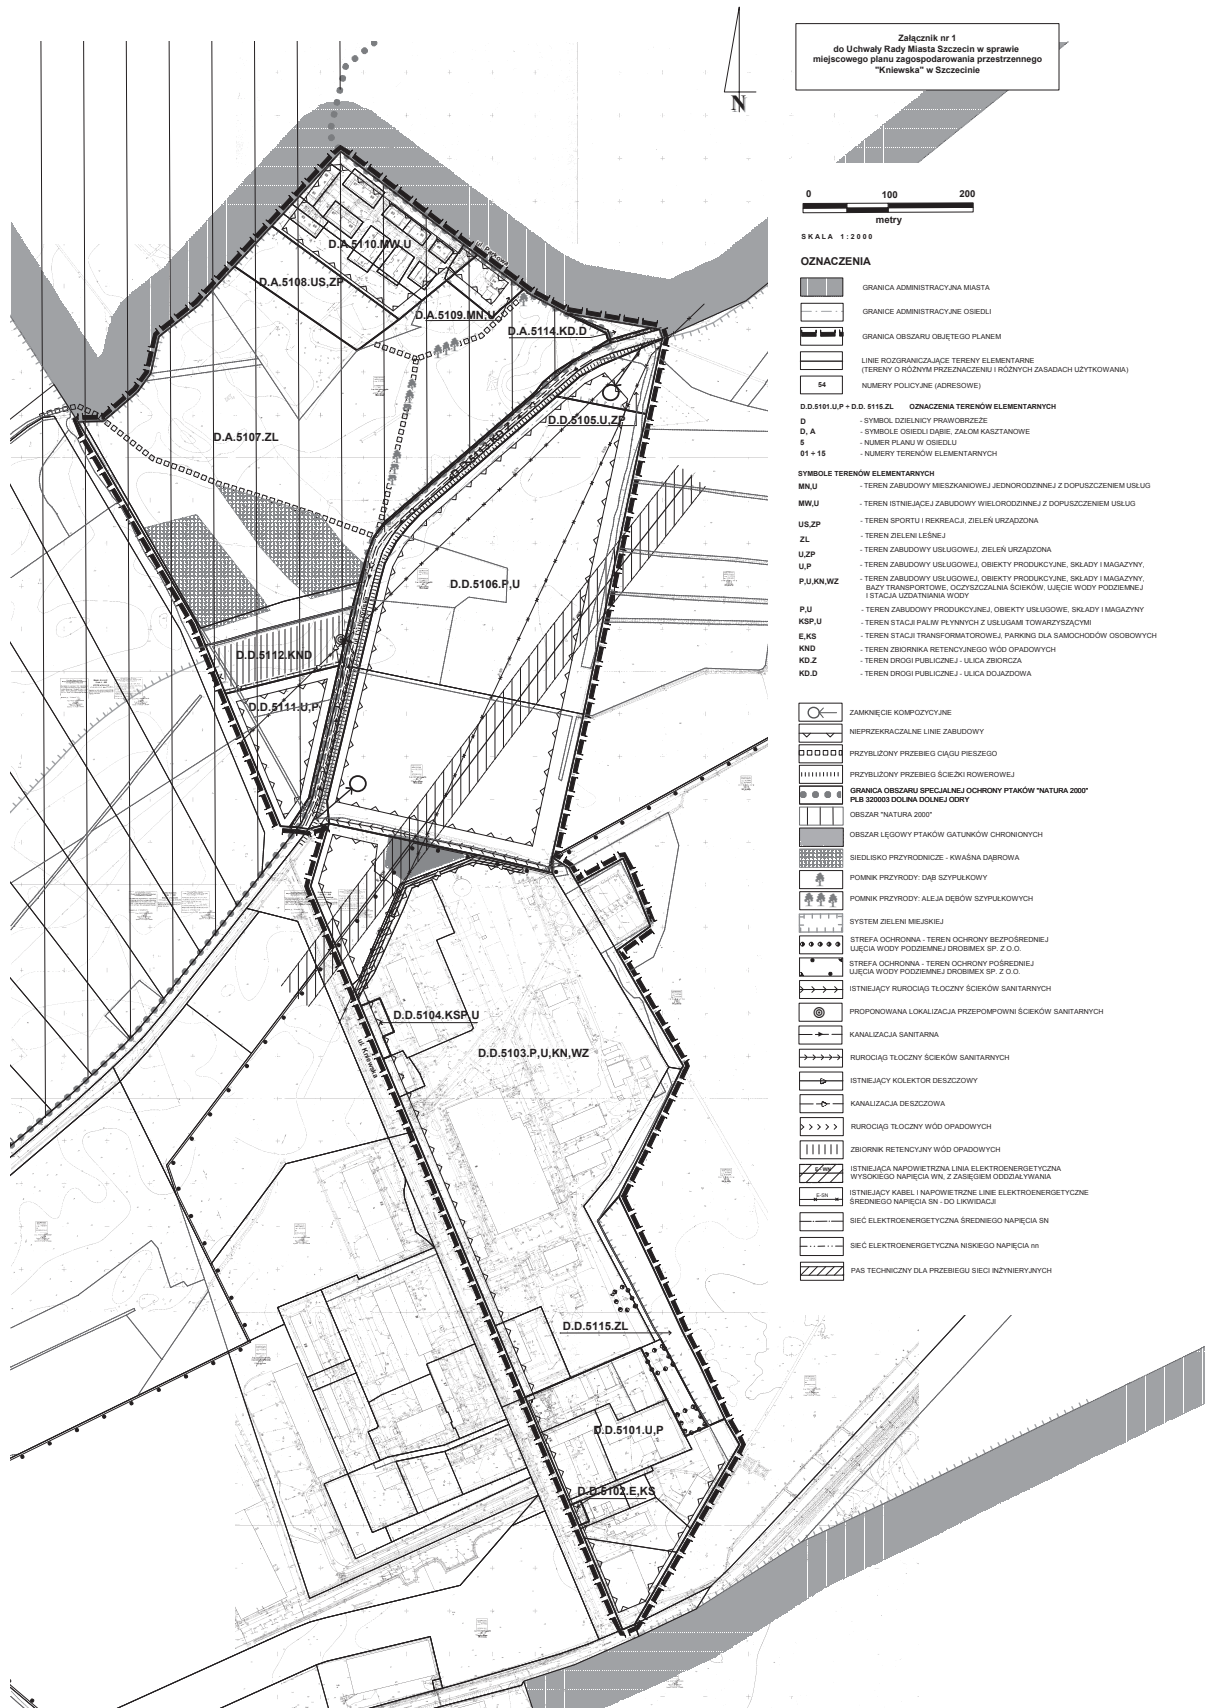 Załącznik nr 1
do Uchwały Rady Miasta Szczecin w sprawie
miejscowego planu zagospodarowania przestrzennego
"Kniewska" w Szczecinie
N
0 100 200
metry
SKALA 1:2000
OZNACZENIA
GRANICA ADMINISTRACYJNA MIASTA
GRANICE ADMINISTRACYJNE OSIEDLI
GRANICA OBSZARU OBJĘTEGO PLANEM
LINIE ROZGRANICZAJĄCE TERENY ELEMENTARNE
(TERENY O RÓŻNYM PRZEZNACZENIU I RÓŻNYCH ZASADACH UŻYTKOWANIA)
54 NUMERY POLICYJNE (ADRESOWE)
D.D.5101.U,P ÷ D.D. 5115.ZL OZNACZENIA TERENÓW ELEMENTARNYCH
D - SYMBOL DZIELNICY PRAWOBRZEŻE
D, A - SYMBOLE OSIEDLI DĄBIE, ZAŁOM KASZTANOWE
5 - NUMER PLANU W OSIEDLU
01 ÷ 15 - NUMERY TERENÓW ELEMENTARNYCH
SYMBOLE TERENÓW ELEMENTARNYCH
MN,U - TEREN ZABUDOWY MIESZKANIOWEJ JEDNORODZINNEJ Z DOPUSZCZENIEM USŁUG
MW,U - TEREN ISTNIEJĄCEJ ZABUDOWY WIELORODZINNEJ Z DOPUSZCZENIEM USŁUG
US,ZP - TEREN SPORTU I REKREACJI, ZIELEŃ URZĄDZONA
ZL - TEREN ZIELENI LEŚNEJ
U,ZP - TEREN ZABUDOWY USŁUGOWEJ, ZIELEŃ URZĄDZONA
U,P - TEREN ZABUDOWY USŁUGOWEJ, OBIEKTY PRODUKCYJNE, SKŁADY I MAGAZYNY,
P,U,KN,WZ - TEREN ZABUDOWY USŁUGOWEJ, OBIEKTY PRODUKCYJNE, SKŁADY I MAGAZYNY,
BAZY TRANSPORTOWE, OCZYSZCZALNIA ŚCIEKÓW, UJĘCIE WODY PODZIEMNEJ
I STACJA UZDATNIANIA WODY
P,U - TEREN ZABUDOWY PRODUKCYJNEJ, OBIEKTY USŁUGOWE, SKŁADY I MAGAZYNY
KSP,U - TEREN STACJI PALIW PŁYNNYCH Z USŁUGAMI TOWARZYSZĄCYMI
E,KS - TEREN STACJI TRANSFORMATOROWEJ, PARKING DLA SAMOCHODÓW OSOBOWYCH
KND - TEREN ZBIORNIKA RETENCYJNEGO WÓD OPADOWYCH
KD.Z - TEREN DROGI PUBLICZNEJ - ULICA ZBIORCZA
KD.D - TEREN DROGI PUBLICZNEJ - ULICA DOJAZDOWA
ZAMKNIĘCIE KOMPOZYCYJNE
NIEPRZEKRACZALNE LINIE ZABUDOWY
PRZYBLIŻONY PRZEBIEG CIĄGU PIESZEGO
PRZYBLIŻONY PRZEBIEG ŚCIEŻKI ROWEROWEJ
GRANICA OBSZARU SPECJALNEJ OCHRONY PTAKÓW "NATURA 2000"
PLB 320003 DOLINA DOLNEJ ODRY
OBSZAR "NATURA 2000"
OBSZAR LĘGOWY PTAKÓW GATUNKÓW CHRONIONYCH
SIEDLISKO PRZYRODNICZE - KWAŚNA DĄBROWA
POMNIK PRZYRODY: DĄB SZYPUŁKOWY
POMNIK PRZYRODY: ALEJA DĘBÓW SZYPUŁKOWYCH
SYSTEM ZIELENI MIEJSKIEJ
STREFA OCHRONNA - TEREN OCHRONY BEZPOŚREDNIEJ
UJĘCIA WODY PODZIEMNEJ DROBIMEX SP. Z O.O.
STREFA OCHRONNA - TEREN OCHRONY POŚREDNIEJ
UJĘCIA WODY PODZIEMNEJ DROBIMEX SP. Z O.O.
ISTNIEJĄCY RUROCIĄG TŁOCZNY ŚCIEKÓW SANITARNYCH
PROPONOWANA LOKALIZACJA PRZEPOMPOWNI ŚCIEKÓW SANITARNYCH
KANALIZACJA SANITARNA
RUROCIĄG TŁOCZNY ŚCIEKÓW SANITARNYCH
ISTNIEJĄCY KOLEKTOR DESZCZOWY
KANALIZACJA DESZCZOWA
RUROCIĄG TŁOCZNY WÓD OPADOWYCH
ZBIORNIK RETENCYJNY WÓD OPADOWYCH
E-WN ISTNIEJĄCA NAPOWIETRZNA LINIA ELEKTROENERGETYCZNA
WYSOKIEGO NAPIĘCIA WN, Z ZASIĘGIEM ODDZIAŁYWANIA
E-SN ISTNIEJĄCY KABEL I NAPOWIETRZNE LINIE ELEKTROENERGETYCZNE
ŚREDNIEGO NAPIĘCIA SN - DO LIKWIDACJI
SIEĆ ELEKTROENERGETYCZNA ŚREDNIEGO NAPIĘCIA SN
SIEĆ ELEKTROENERGETYCZNA NISKIEGO NAPIĘCIA nn
PAS TECHNICZNY DLA PRZEBIEGU SIECI INŻYNIERYJNYCH
D.A.5110.MW,U
D.A.5108.US,ZP
D.A.5109.MN,U
D.A.5114.KD.D
D.D.5105.U,ZP
D.A.5107.ZL
D.D.5106.P,U
D.D.5112.KND
D.D.5111.U,P
D.D.5104.KSP,U
D.D.5103.P,U,KN,WZ
ul. Kniewska
D.D.5115.ZL
D.D.5101.U,P
D.D.5102.E,KS